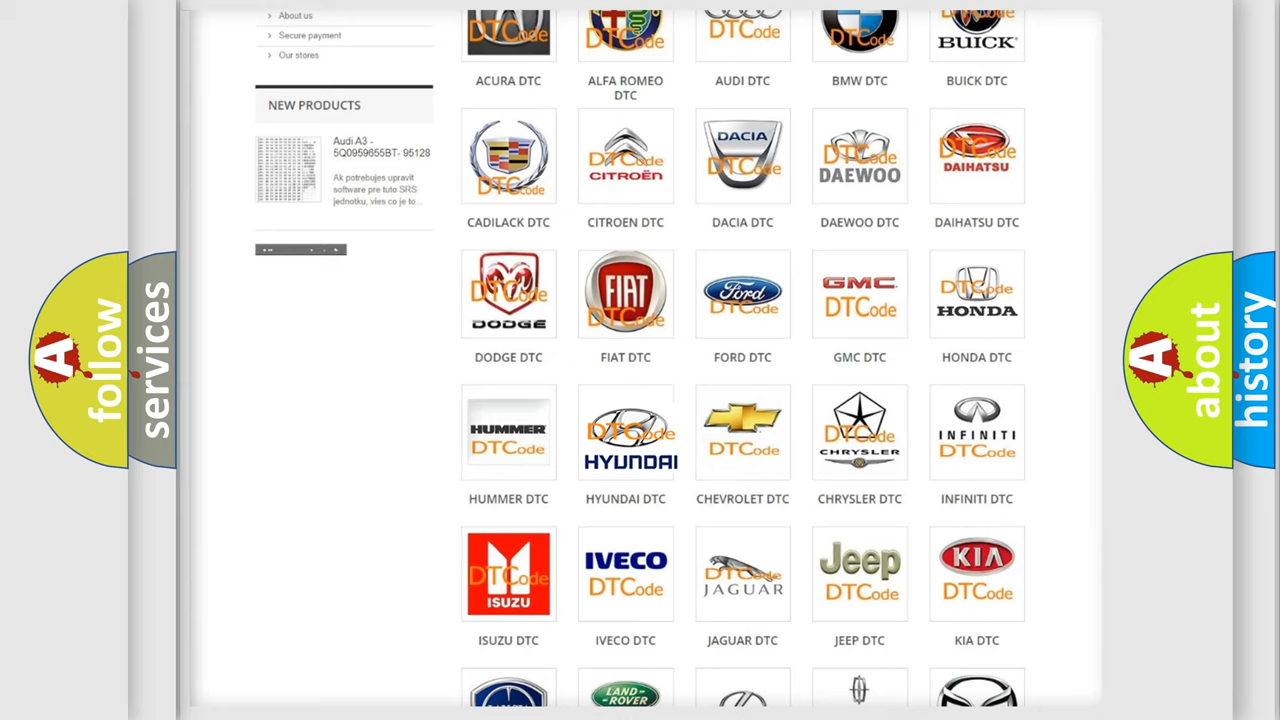 About us
Secure payment
Our stores
NEW PRODUCTS
Audi A3 -
5Q0959655BT- 95128
Ak potrebujes upravit
software pre tuto SRS
jednotku, vies co je to...
DTCode DTCode DTCode DTCode BUICK
ACURA DTC ALFA ROMEO DTC AUDI DTC BMW DTC BUICK DTC
DTCode
DTCode CITROËN
DACIA DTCode
DTCode DAEWOO
DTCode DAIHATSU
CADILACK DTC CITROEN DTC DACIA DTC DAEWOO DTC DAIHATSU DTC
DTCode DODGE
FIAT DTCode
Ford DTCode
GMC DTCode
DTCode HONDA
DODGE DTC FIAT DTC FORD DTC GMC DTC HONDA DTC
HUMMER DTCode
DTCode HYUNDAI
DTCode
DTCode CHRYSLER
INFINITI DTCode
HUMMER DTC HYUNDAI DTC CHEVROLET DTC CHRYSLER DTC INFINITI DTC
DTCode ISUZU
IVECO DTCode
DTCode JAGUAR
Jeep DTCode
KIA DTCode
ISUZU DTC IVECO DTC JAGUAR DTC JEEP DTC KIA DTC
LAND-
ROVER
A follow
services
A about
history